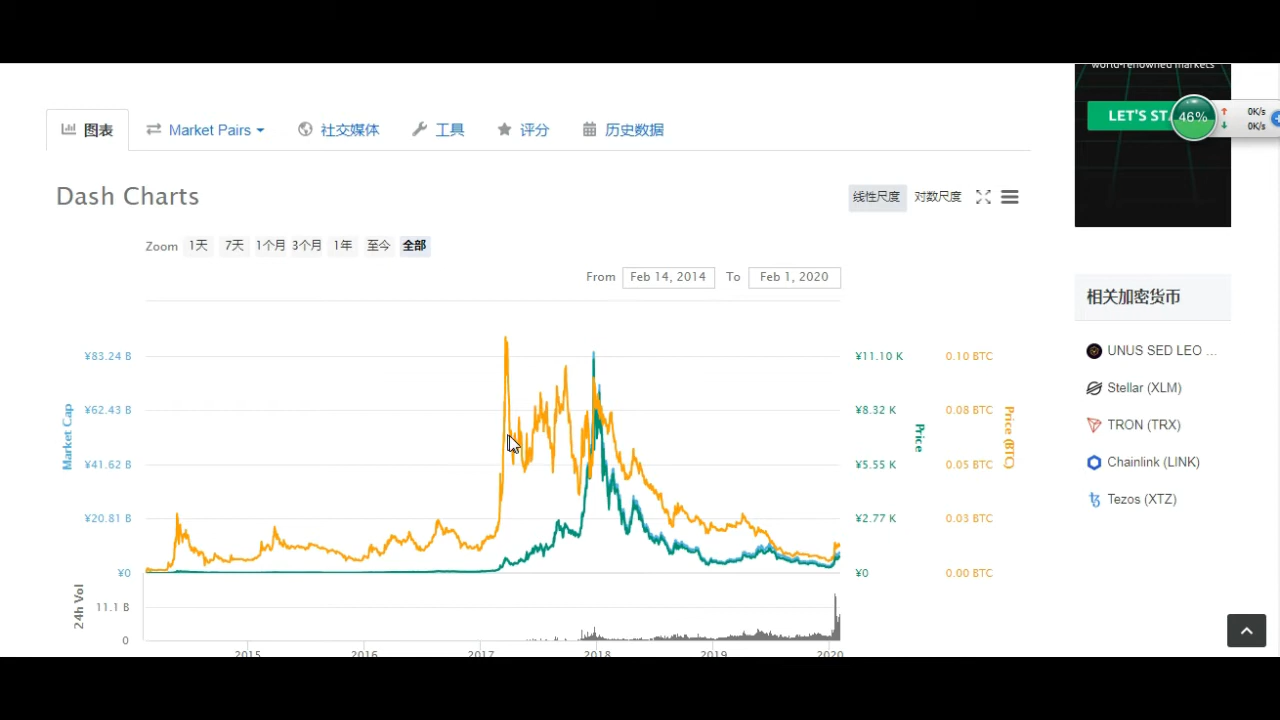 world-renowned markets
LET'S ST
46%
0K/s
0K/s
图表
Market Pairs
社交媒体
工具
评分
历史数据
Dash Charts
线性尺度
对数尺度
Zoom
1天
7天
1个月
3个月
1年
至今
全部
From
Feb 14, 2014
To
Feb 1, 2020
相关加密货币
UNUS SED LEO ...
Stellar (XLM)
TRON (TRX)
Chainlink (LINK)
Tezos (XTZ)
¥83.24 B
¥62.43 B
¥41.62 B
¥20.81 B
¥0
Market Cap
¥11.10 K
¥8.32 K
¥5.55 K
¥2.77 K
¥0
Price
0.10 BTC
0.08 BTC
0.05 BTC
0.03 BTC
0.00 BTC
Price (BTC)
24h Vol
11.1 B
0
2015
2016
2017
2018
2019
2020